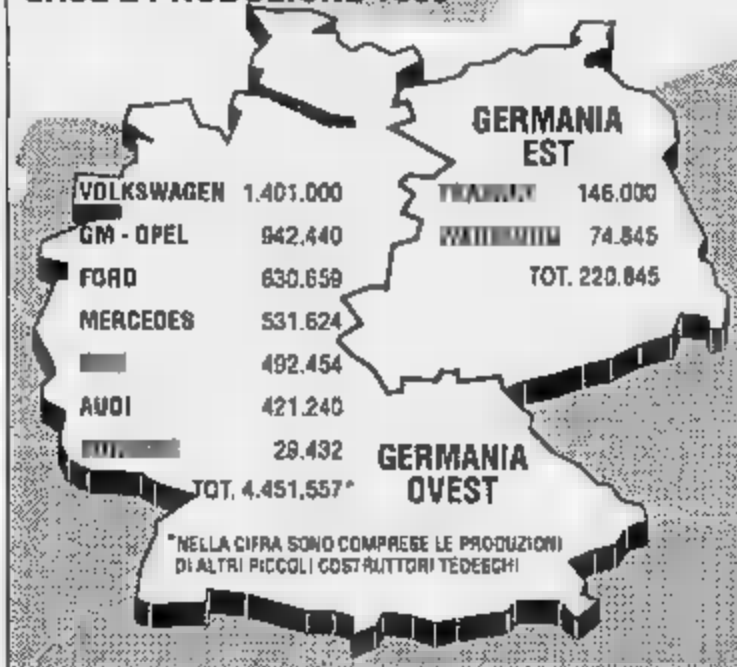 GERMANIA
EST
146.000
74.845
TOT. 220.845
VOLKSWAGEN 1.401.000
GM - OPEL 942.440
FORD 630.659
MERCEDES 531.624
492.454
AUDI 421.240
29.432
TOT. 4.451.557*
GERMANIA
OVEST
*NELLA CIFRA SONO COMPRESE LE PRODUZIONI
DI ALTRI PICCOLI COSTRUTTORI TEDESCHI